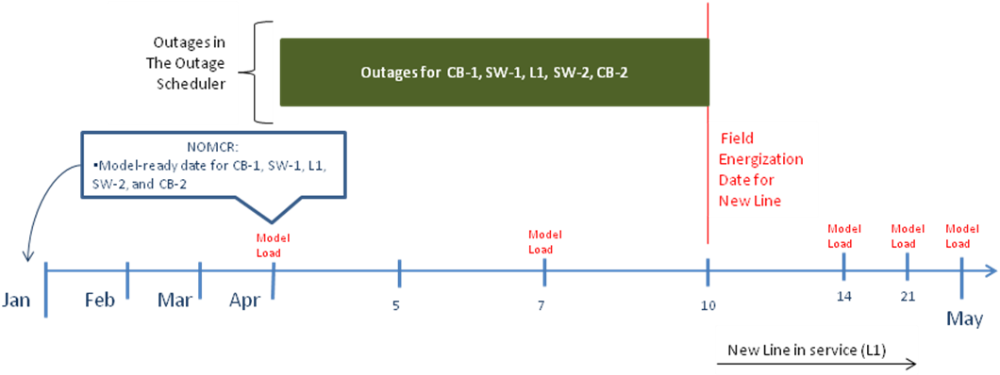 Outages in
The Outage
Scheduler
Outages for CB-1, SW-1, L1, SW-2, CB-2
NOMCR:
•Model-ready date for CB-1, SW-1, L1,
SW-2, and CB-2
Field
Energization
Date for
New Line
Model
Load
Model
Load
Model
Load
Model
Load
Model
Load
Jan
Feb
Mar
Apr
5
7
10
14
21
May
New Line in service (L1)